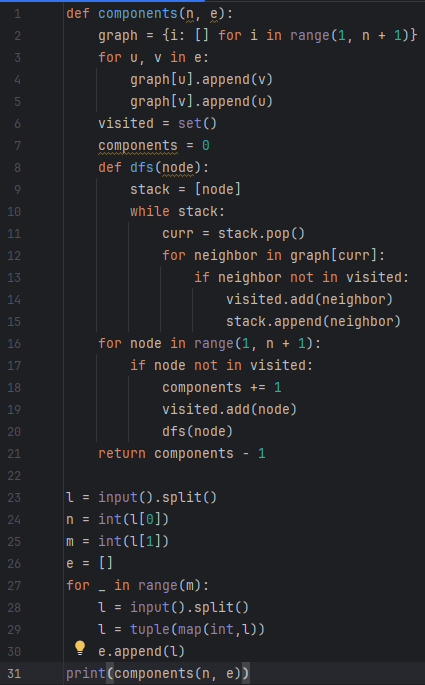 1 def components(n, e):
2     graph = {i: [] for i in range(1, n + 1)}
3     for u, v in e:
4         graph[u].append(v)
5         graph[v].append(u)
6     visited = set()
7     components = 0
8     def dfs(node):
9         stack = [node]
10         while stack:
11             curr = stack.pop()
12             for neighbor in graph[curr]:
13                 if neighbor not in visited:
14                     visited.add(neighbor)
15                     stack.append(neighbor)
16     for node in range(1, n + 1):
17         if node not in visited:
18             components += 1
19             visited.add(node)
20             dfs(node)
21     return components - 1
22
23 l = input().split()
24 n = int(l[0])
25 m = int(l[1])
26 e = []
27 for _ in range(m):
28     l = input().split()
29     l = tuple(map(int,l))
30     e.append(l)
31 print(components(n, e))